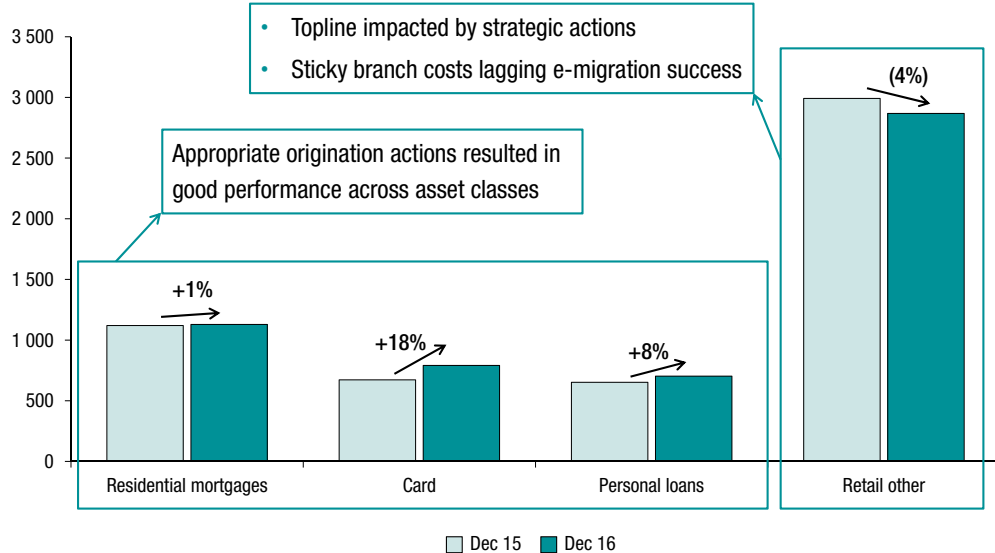 • Topline impacted by strategic actions
• Sticky branch costs lagging e-migration success
Appropriate origination actions resulted in
good performance across asset classes
3 500
3 000
2 500
2 000
1 500
1 000
500
0
+1%
+18%
+8%
(4%)
Residential mortgages
Card
Personal loans
Retail other
Dec 15
Dec 16